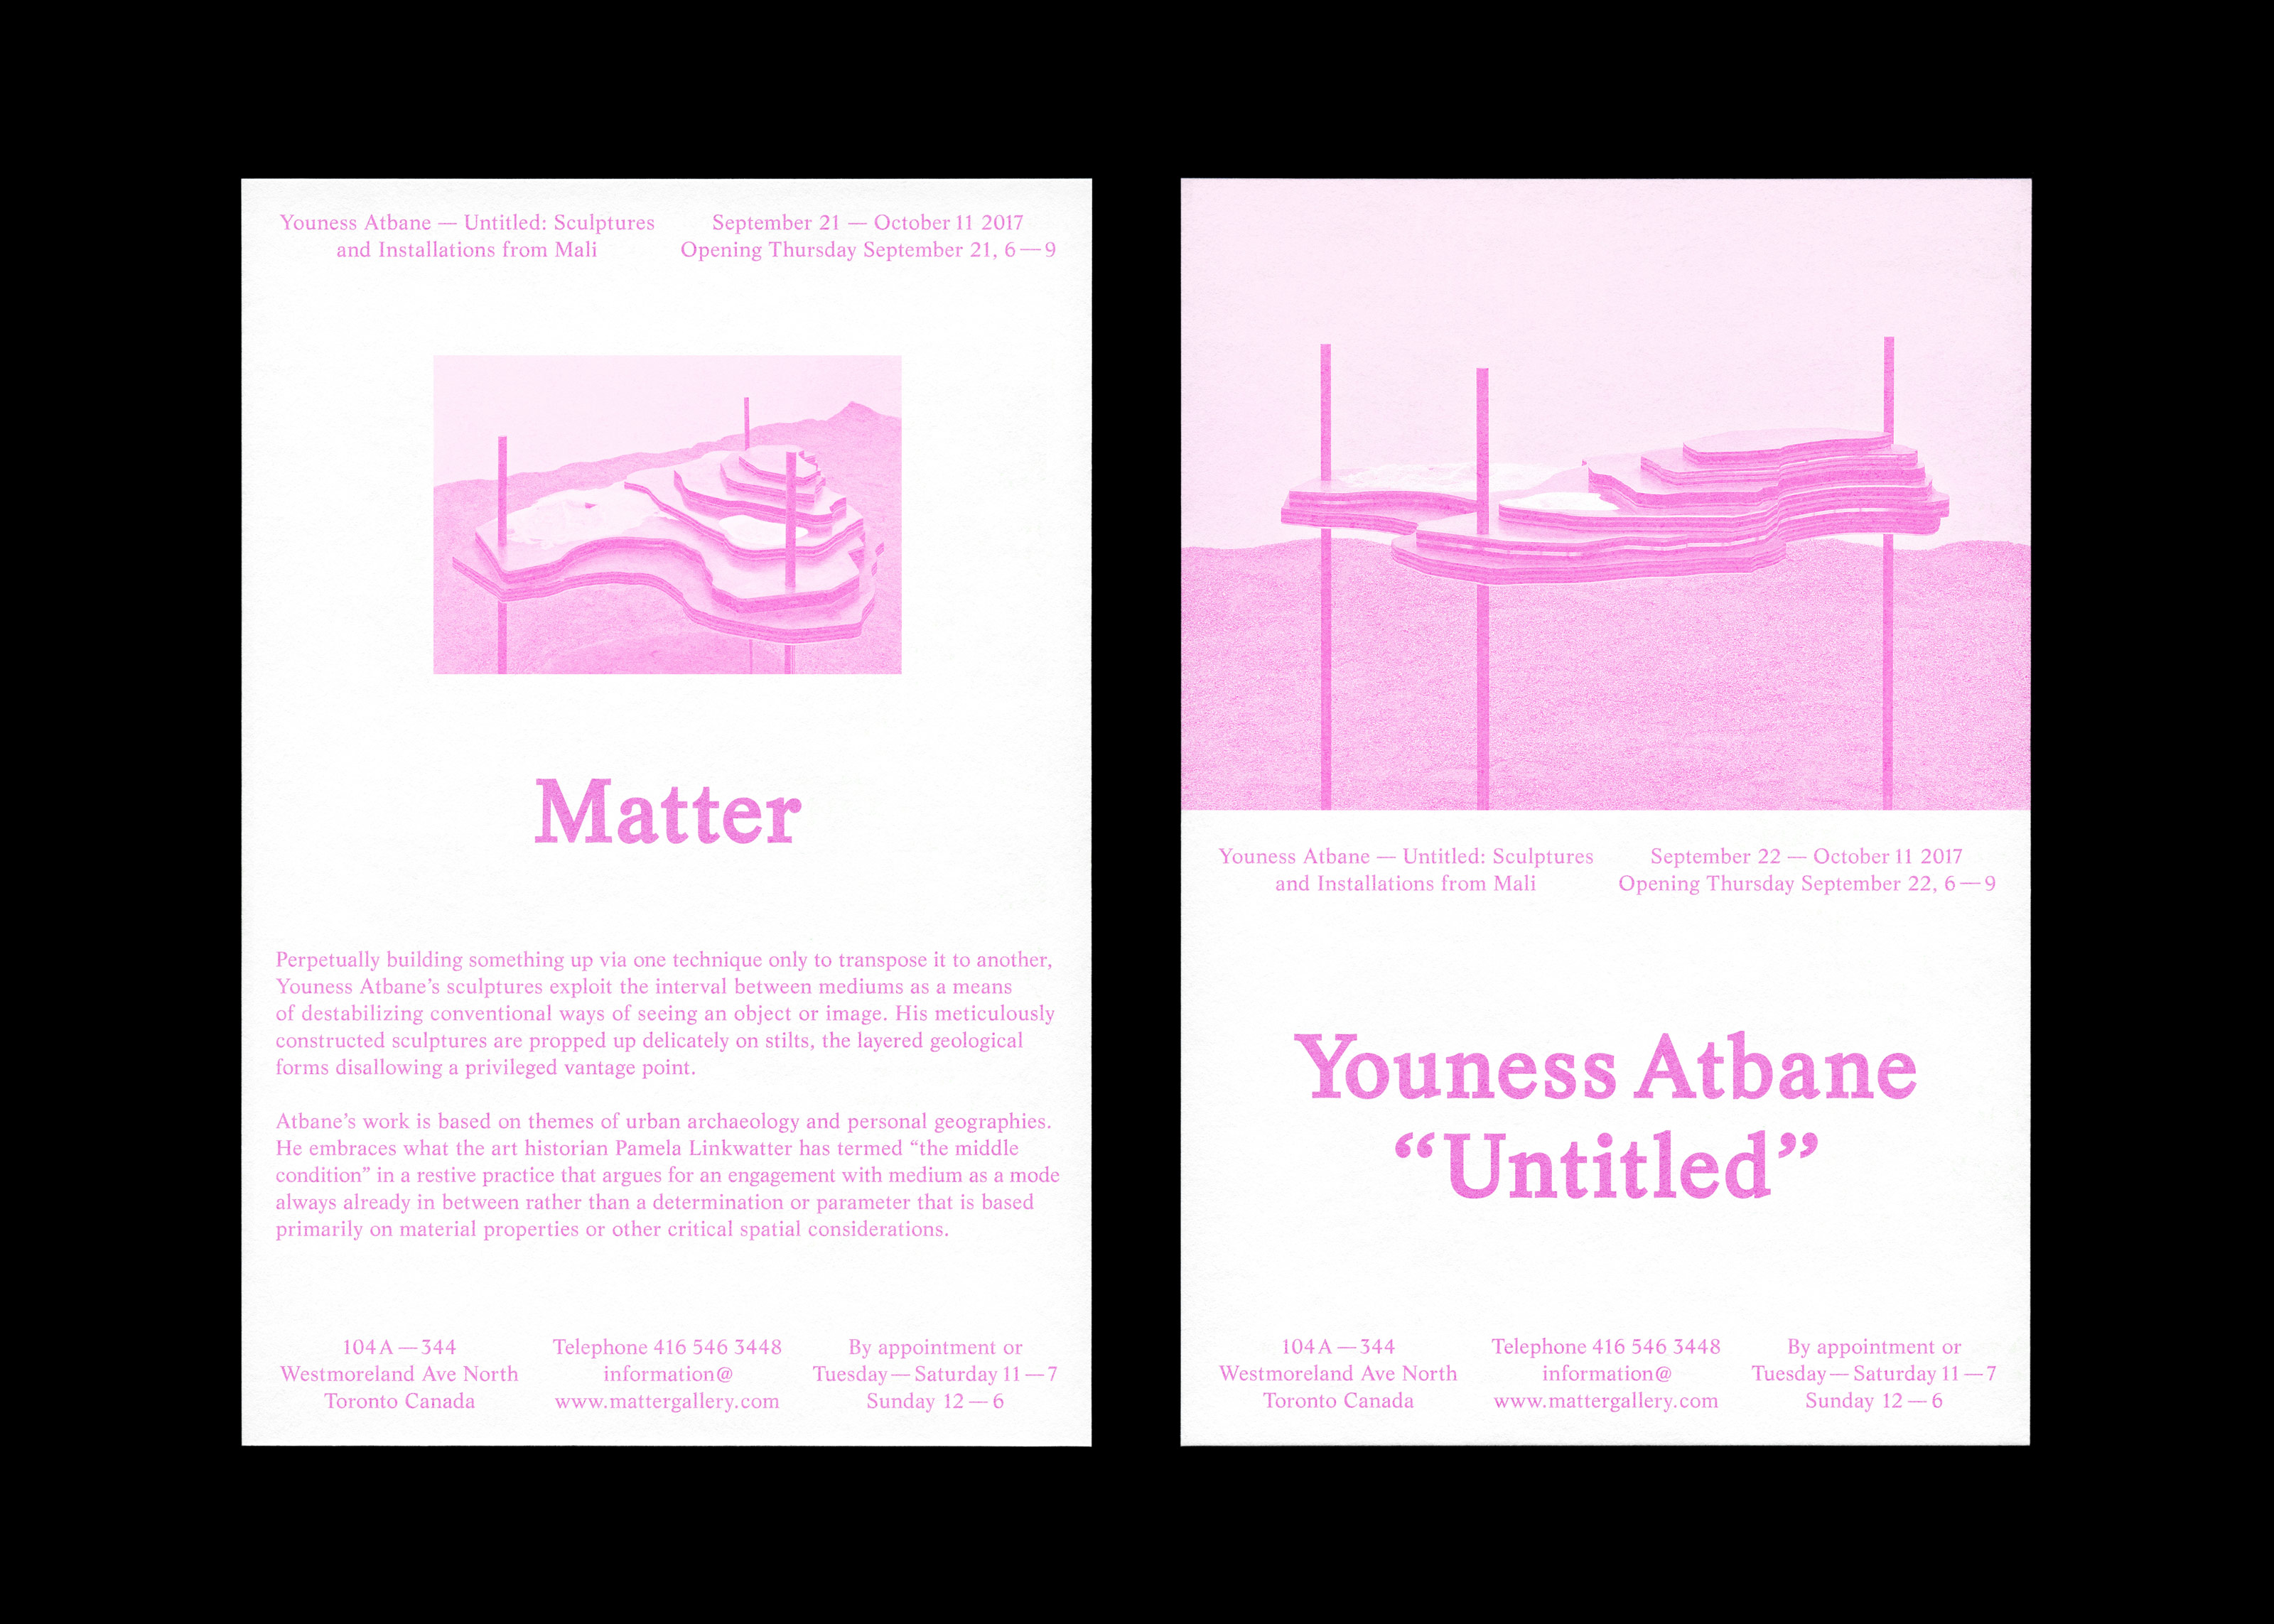 Youness Atbane — Untitled: Sculptures
and Installations from Mali
September 21 — October 11 2017
Opening Thursday September 21, 6 — 9
Matter
Perpetually building something up via one technique only to transpose it to another,
Youness Atbane’s sculptures exploit the interval between mediums as a means
of destabilizing conventional ways of seeing an object or image. His meticulously
constructed sculptures are propped up delicately on stilts, the layered geological
forms disallowing a privileged vantage point.
Atbane’s work is based on themes of urban archaeology and personal geographies.
He embraces what the art historian Pamela Linkwatter has termed “the middle
condition” in a restive practice that argues for an engagement with medium as a mode
always already in between rather than a determination or parameter that is based
primarily on material properties or other critical spatial considerations.
104 A — 344
Westmoreland Ave North
Toronto Canada
Telephone 416 546 3448
information@
www.mattergallery.com
By appointment or
Tuesday — Saturday 11 — 7
Sunday 12 — 6
Youness Atbane — Untitled: Sculptures
and Installations from Mali
September 22 — October 11 2017
Opening Thursday September 22, 6 — 9
Youness Atbane
“Untitled”
104 A — 344
Westmoreland Ave North
Toronto Canada
Telephone 416 546 3448
information@
www.mattergallery.com
By appointment or
Tuesday — Saturday 11 — 7
Sunday 12 — 6